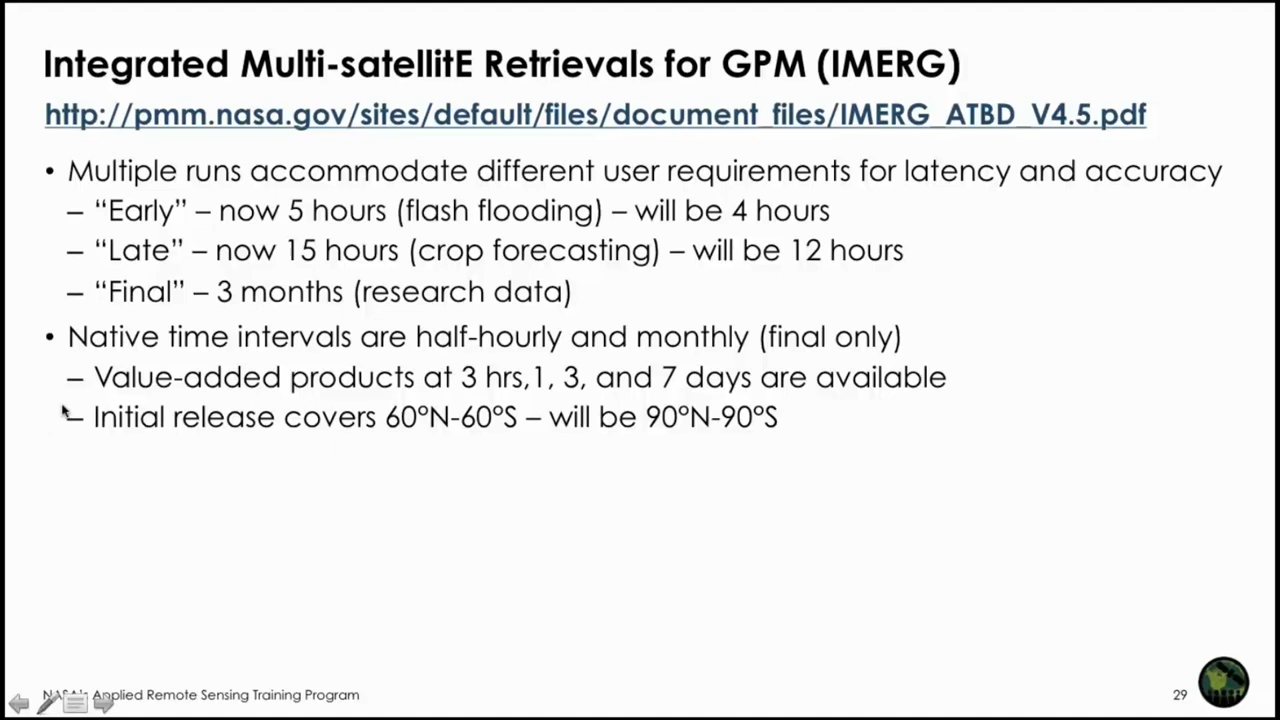 Integrated Multi-satellitE Retrievals for GPM (IMERG)
http://pmm.nasa.gov/sites/default/files/document_files/IMERG_ATBD_V4.5.pdf
• Multiple runs accommodate different user requirements for latency and accuracy
– “Early” – now 5 hours (flash flooding) – will be 4 hours
– “Late” – now 15 hours (crop forecasting) – will be 12 hours
– “Final” – 3 months (research data)
• Native time intervals are half-hourly and monthly (final only)
– Value-added products at 3 hrs,1, 3, and 7 days are available
– Initial release covers 60°N-60°S – will be 90°N-90°S
NASA's Applied Remote Sensing Training Program
29